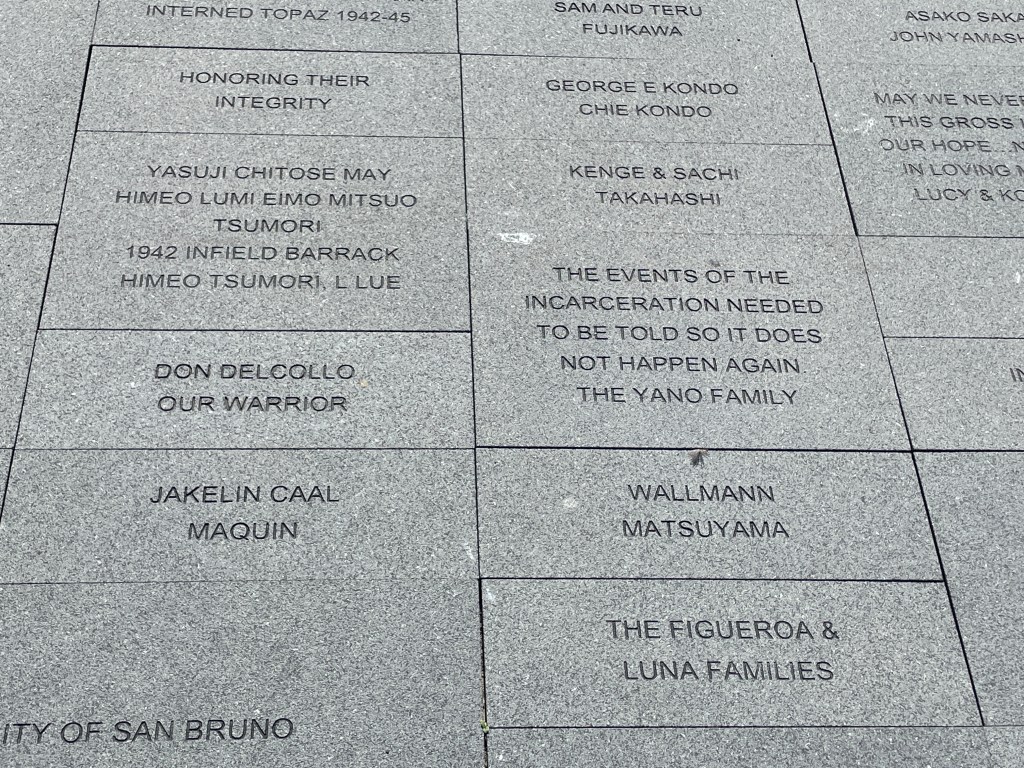 INTERNED TOPAZ 1942-45
HONORING THEIR
INTEGRITY
YASUJI CHITOSE MAY
HIMEO LUMI EIMO MITSUO
TSUMORI
1942 INFIELD BARRACK
HIMEO TSUMORI, L LUE
DON DELCOLLO
OUR WARRIOR
JAKELIN CAAL
MAQUIN
ITY OF SAN BRUNO
SAM AND TERU
FUJIKAWA
GEORGE E KONDO
CHIE KONDO
KENGE & SACHI
TAKAHASHI
THE EVENTS OF THE
INCARCERATION NEEDED
TO BE TOLD SO IT DOES
NOT HAPPEN AGAIN
THE YANO FAMILY
WALLMANN
MATSUYAMA
THE FIGUEROA &
LUNA FAMILIES
ASAKO SAKA
JOHN YAMASH
MAY WE NEVER
THIS GROSS
OUR HOPE...N
IN LOVING
LUCY & KO